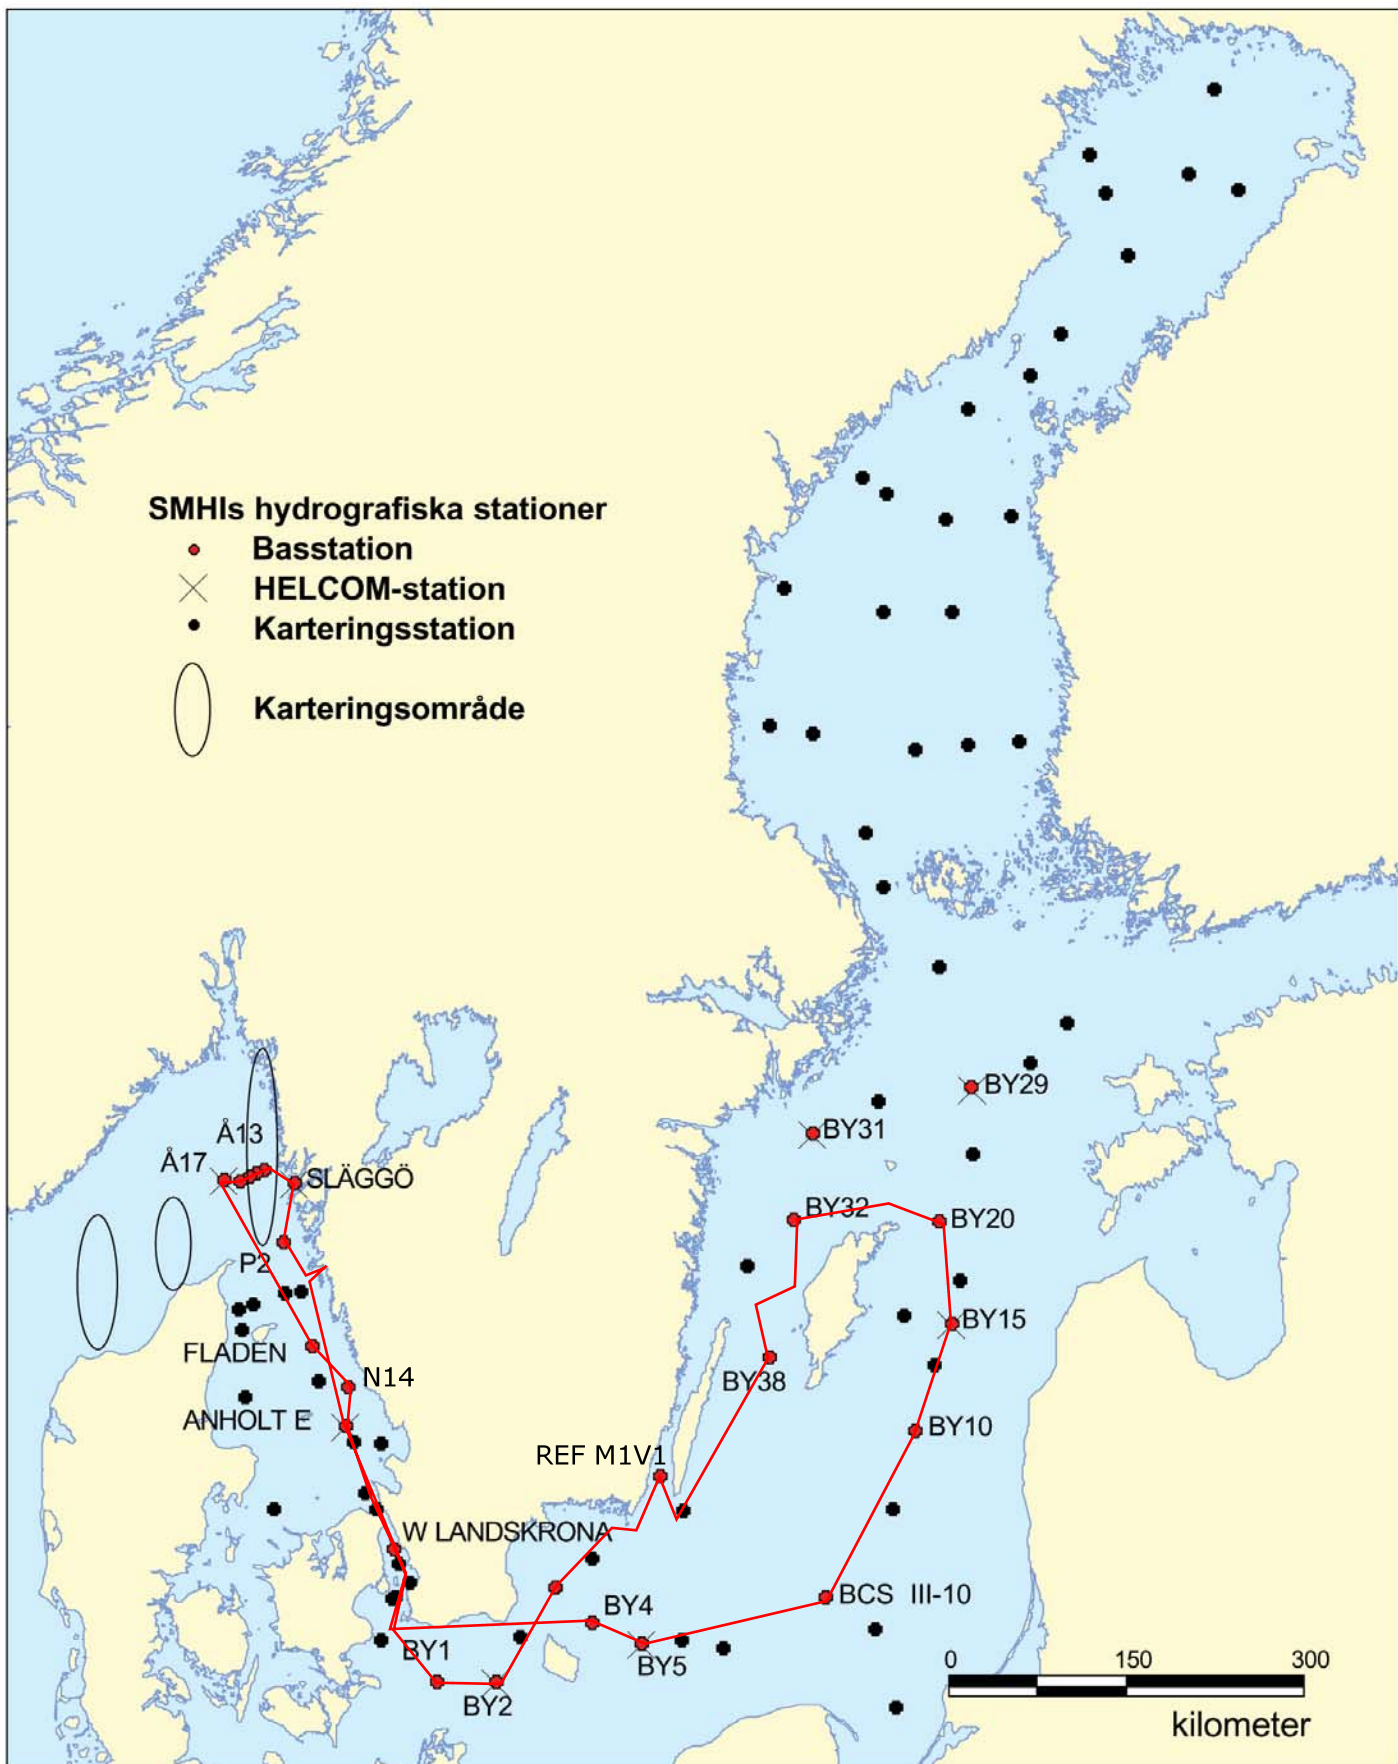 SMHIs hydrografiska stationer
Basstation
HELCOM-station
Karteringsstation
Karteringsområde
BY29
BY31
Å13
Å17
SLÄGGÖ
BY32
BY20
P2
BY15
FLADEN
N14
BY38
ANHOLT E
BY10
REF M1V1
W LANDSKRONA
BCS III-10
BY4
BY1
BY5
BY2
0 150 300
kilometer